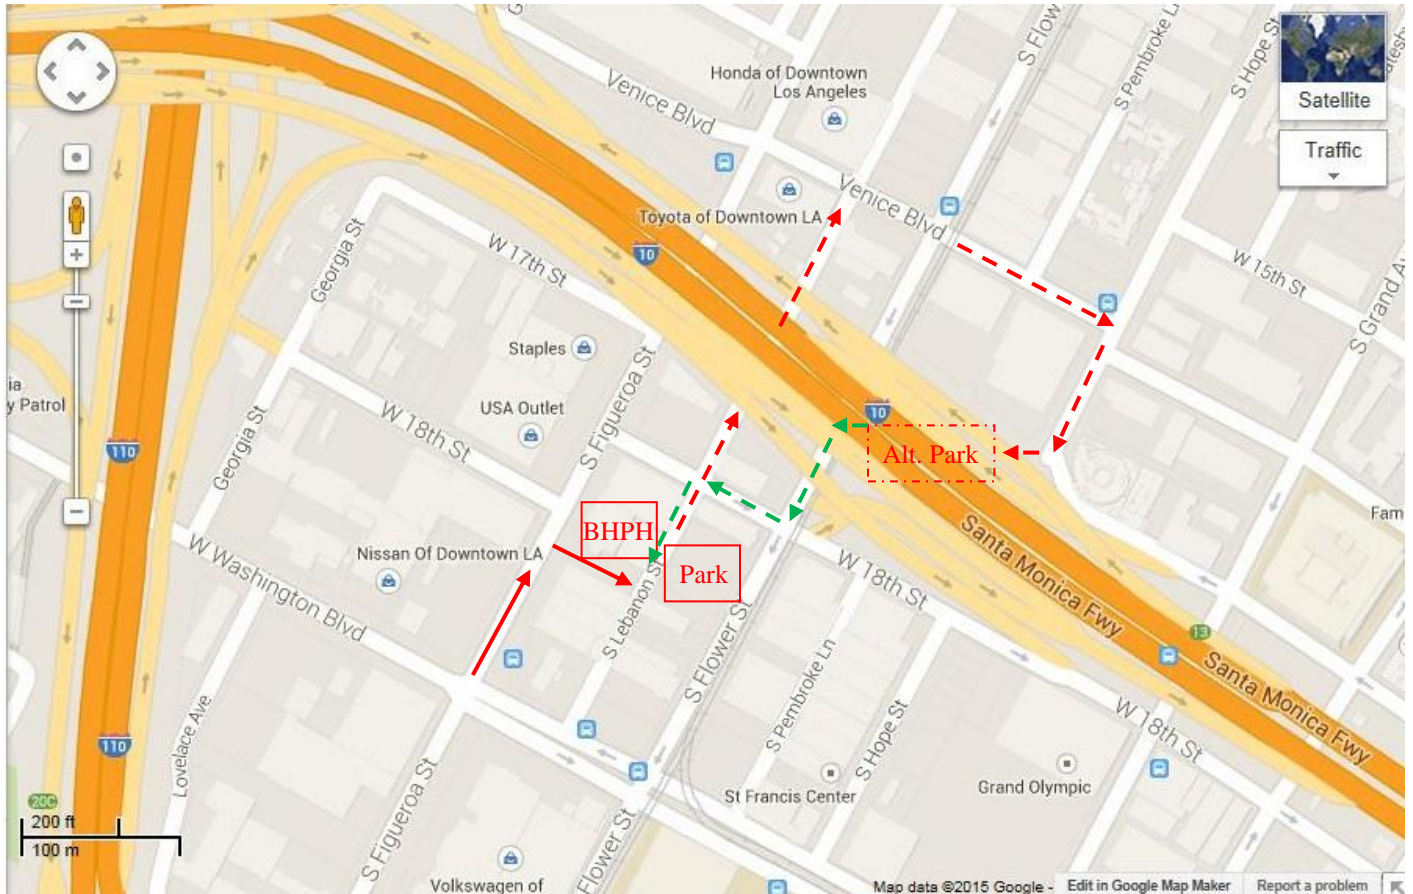 G
S Flow
S Pembroke Ln
S Hope St
atesby
Satellite
Traffic
Honda of Downtown
Los Angeles
Venice Blvd
Venice Blvd
Toyota of Downtown LA
10
Georgia St
W 17th St
W 15th St
S Grand Av
Staples
USA Outlet
S Figueroa St
W 18th St
ia
y Patrol
110
Georgia St
10
Alt. Park
BHPH
Park
Nissan Of Downtown LA
W Washington Blvd
S Lebanon St
S Flower St
W 18th St
Santa Monica Fwy
Fam
13
Santa Monica Fwy
S Pembroke Ln
S Hope St
W 18th St
Lovelace Ave
110
S Figueroa St
Flower St
St Francis Center
Grand Olympic
20C
200 ft
100 m
Volkswagen of
Map data ©2015 Google -
Edit in Google Map Maker
Report a problem